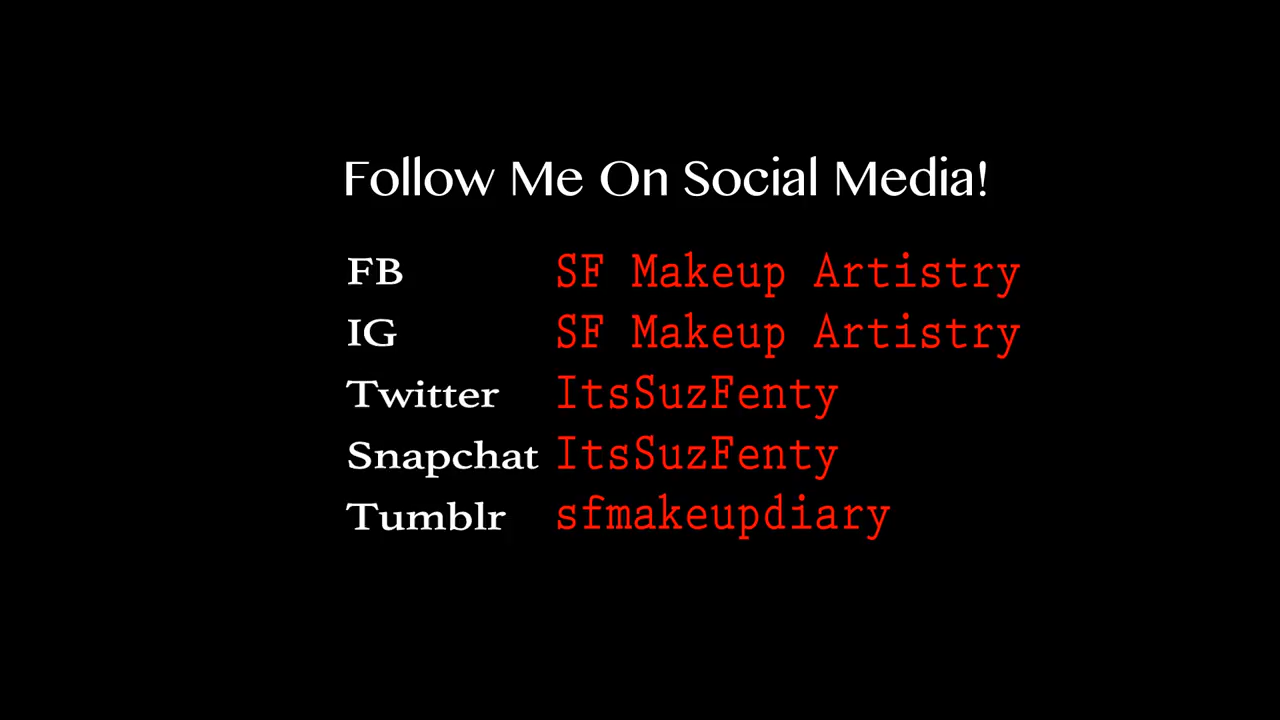 Follow Me On Social Media!
FB SF Makeup Artistry
IG SF Makeup Artistry
Twitter ItsSuzFenty
Snapchat ItsSuzFenty
Tumblr sfmakeupdiary